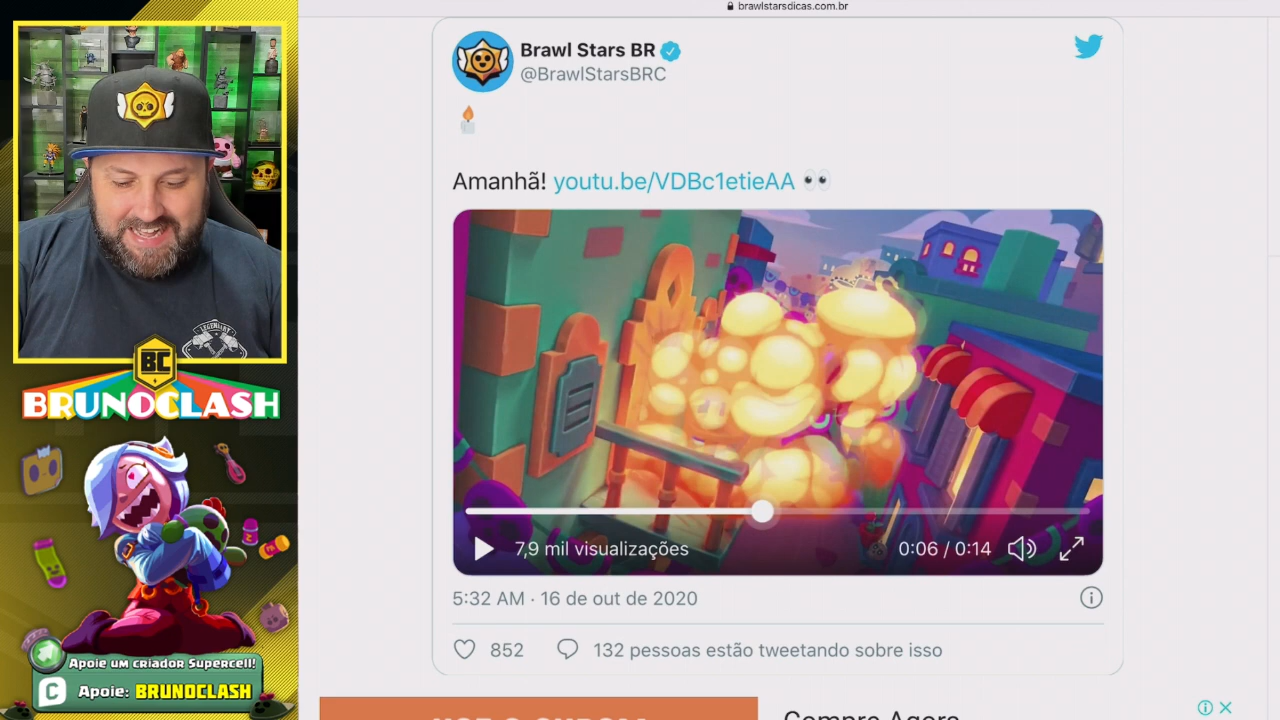 brawlstarsdicas.com.br
Brawl Stars BR
@BrawlStarsBRC
Amanhã! youtu.be/VDBc1etieAA
7,9 mil visualizações
0:06 / 0:14
5:32 AM · 16 de out de 2020
852
132 pessoas estão tweetando sobre isso
Compre Agora
LEGENDARY
BC
BRUNOCLASH
Apoie um criador Supercell!
C Apoie: BRUNOCLASH